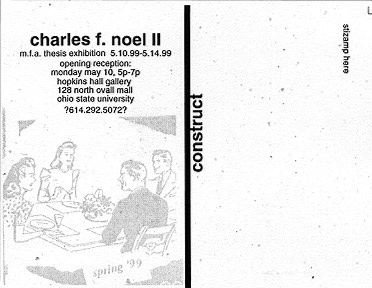 charles f. noel II
m.f.a. thesis exhibition 5.10.99-5.14.99
opening reception:
monday may 10, 5p-7p
hopkins hall gallery
128 north ovall mall
ohio state university
?614.292.5072?
spring '99
construct
stizamp here
L